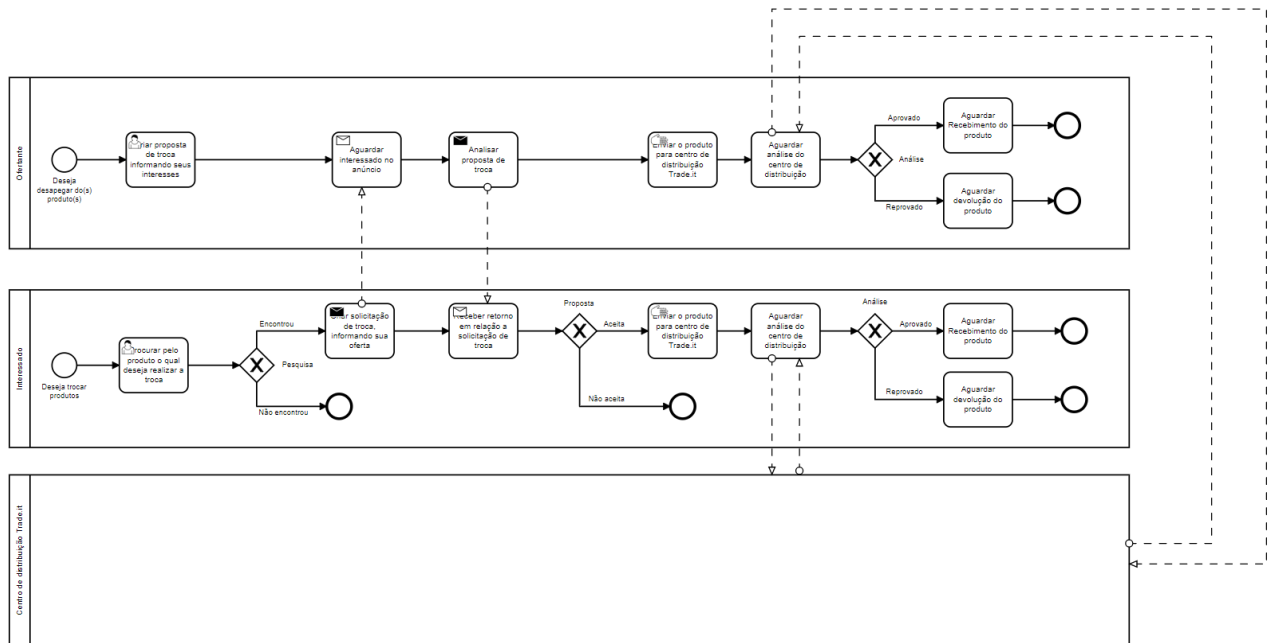 Ofertante
Deseja
desapegar do(s)
produto(s)
riar proposta
de troca
informando seus
interesses
Aguardar
interessado no
anúncio
Analisar
proposta de
troca
Enviar o produto
para centro de
distribuição
Trade.it
Aguardar
análise do
centro de
distribuição
Análise
Aprovado
Aguardar
Recebimento do
produto
Reprovado
Aguardar
devolução do
produto
Interessado
Deseja trocar
produtos
rocurar pelo
produto o qual
deseja realizar a
troca
Pesquisa
Encontrou
Não encontrou
Criar solicitação
de troca,
informando sua
oferta
Receber retorno
em relação a
solicitação de
troca
Proposta
Aceita
Não aceita
Enviar o produto
para centro de
distribuição
Trade.it
Aguardar
análise do
centro de
distribuição
Análise
Aprovado
Aguardar
Recebimento do
produto
Reprovado
Aguardar
devolução do
produto
Centro de distribuição Trade.it